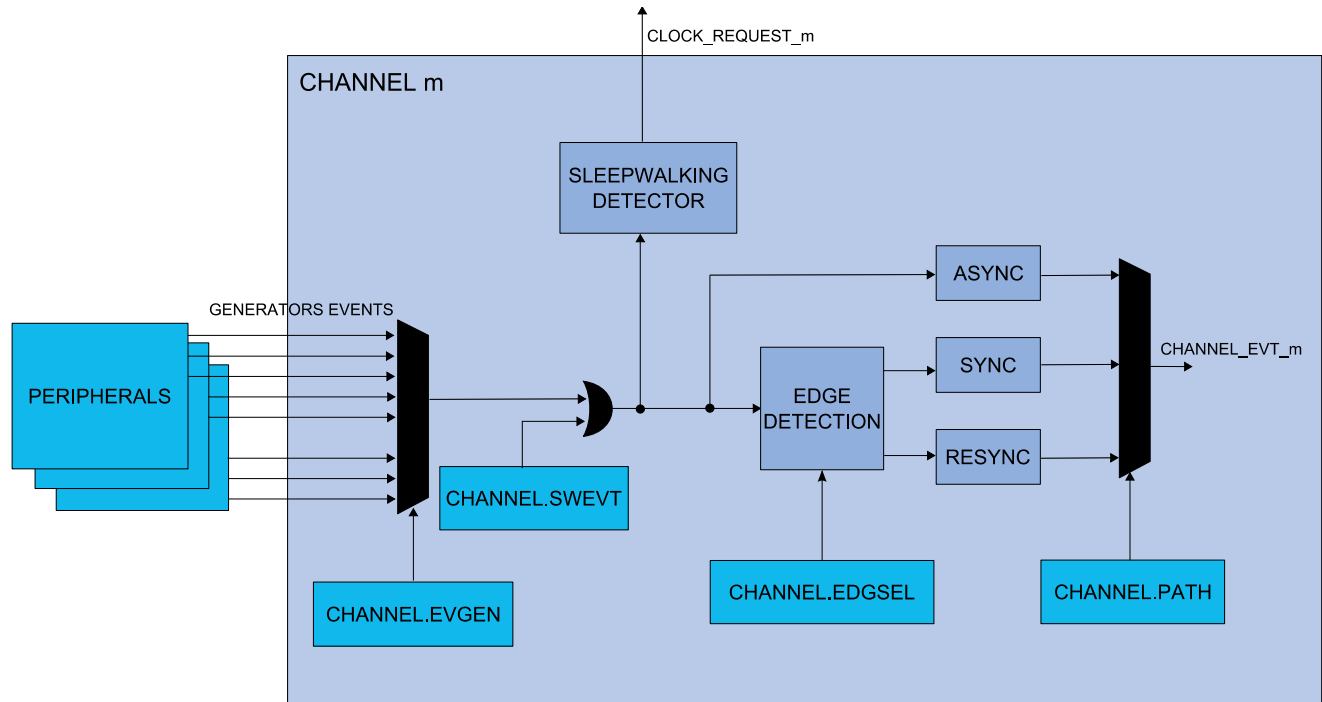 CLOCK_REQUEST_m
CHANNEL m
SLEEPWALKING
DETECTOR
ASYNC
GENERATORS EVENTS
CHANNEL_EVT_m
SYNC
PERIPHERALS
EDGE
DETECTION
RESYNC
CHANNEL.SWEVT
CHANNEL.EDGSEL
CHANNEL.PATH
CHANNEL.EVGEN